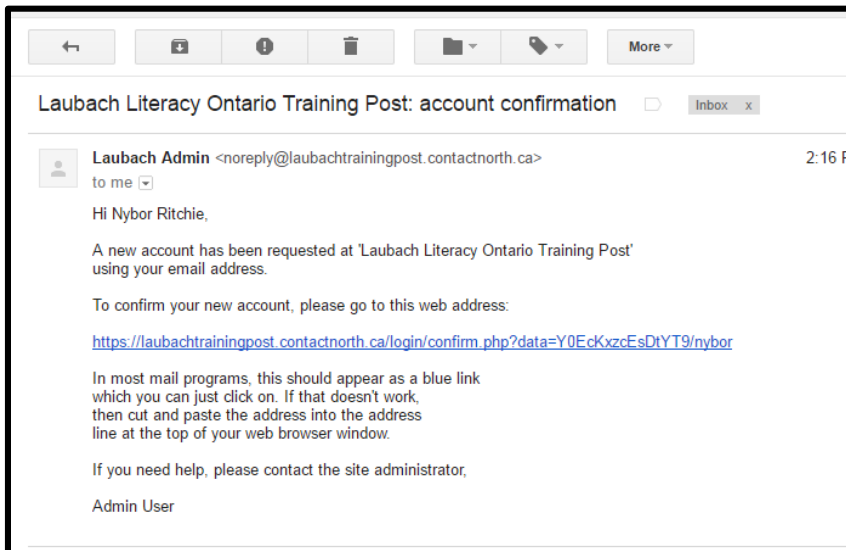 More
Laubach Literacy Ontario Training Post: account confirmation Inbox x
Laubach Admin <noreply@laubachtrainingpost.contactnorth.ca> 2:16 P
to me
Hi Nybor Ritchie,
A new account has been requested at 'Laubach Literacy Ontario Training Post'
using your email address.
To confirm your new account, please go to this web address:
https://laubachtrainingpost.contactnorth.ca/login/confirm.php?data=Y0EcKxzcEsDtYT9/nybor
In most mail programs, this should appear as a blue link
which you can just click on. If that doesn't work,
then cut and paste the address into the address
line at the top of your web browser window.
If you need help, please contact the site administrator,
Admin User